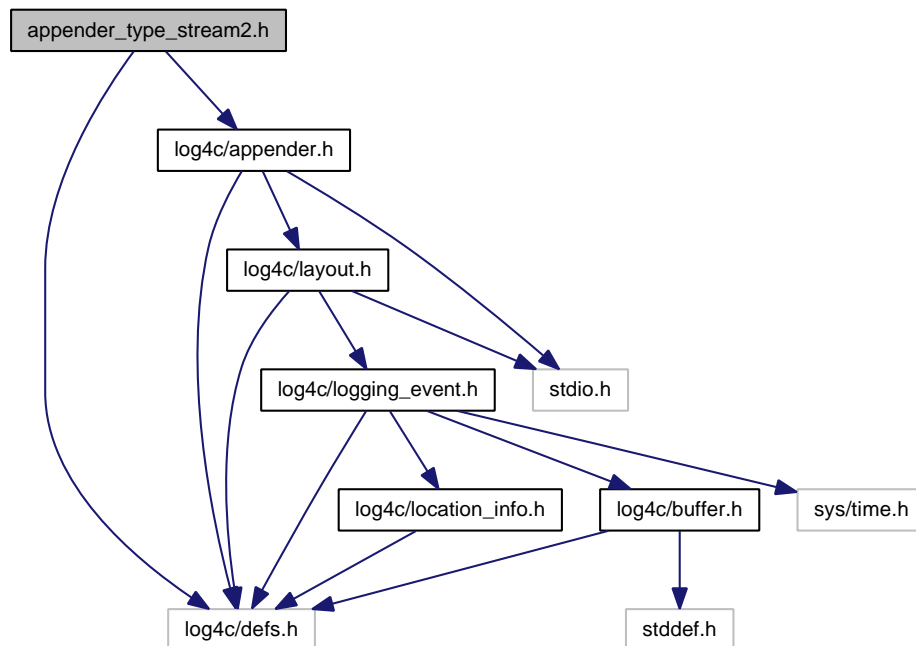 appender_type_stream2.h
log4c/appender.h
log4c/layout.h
log4c/logging_event.h
stdio.h
log4c/location_info.h
log4c/buffer.h
sys/time.h
log4c/defs.h
stddef.h